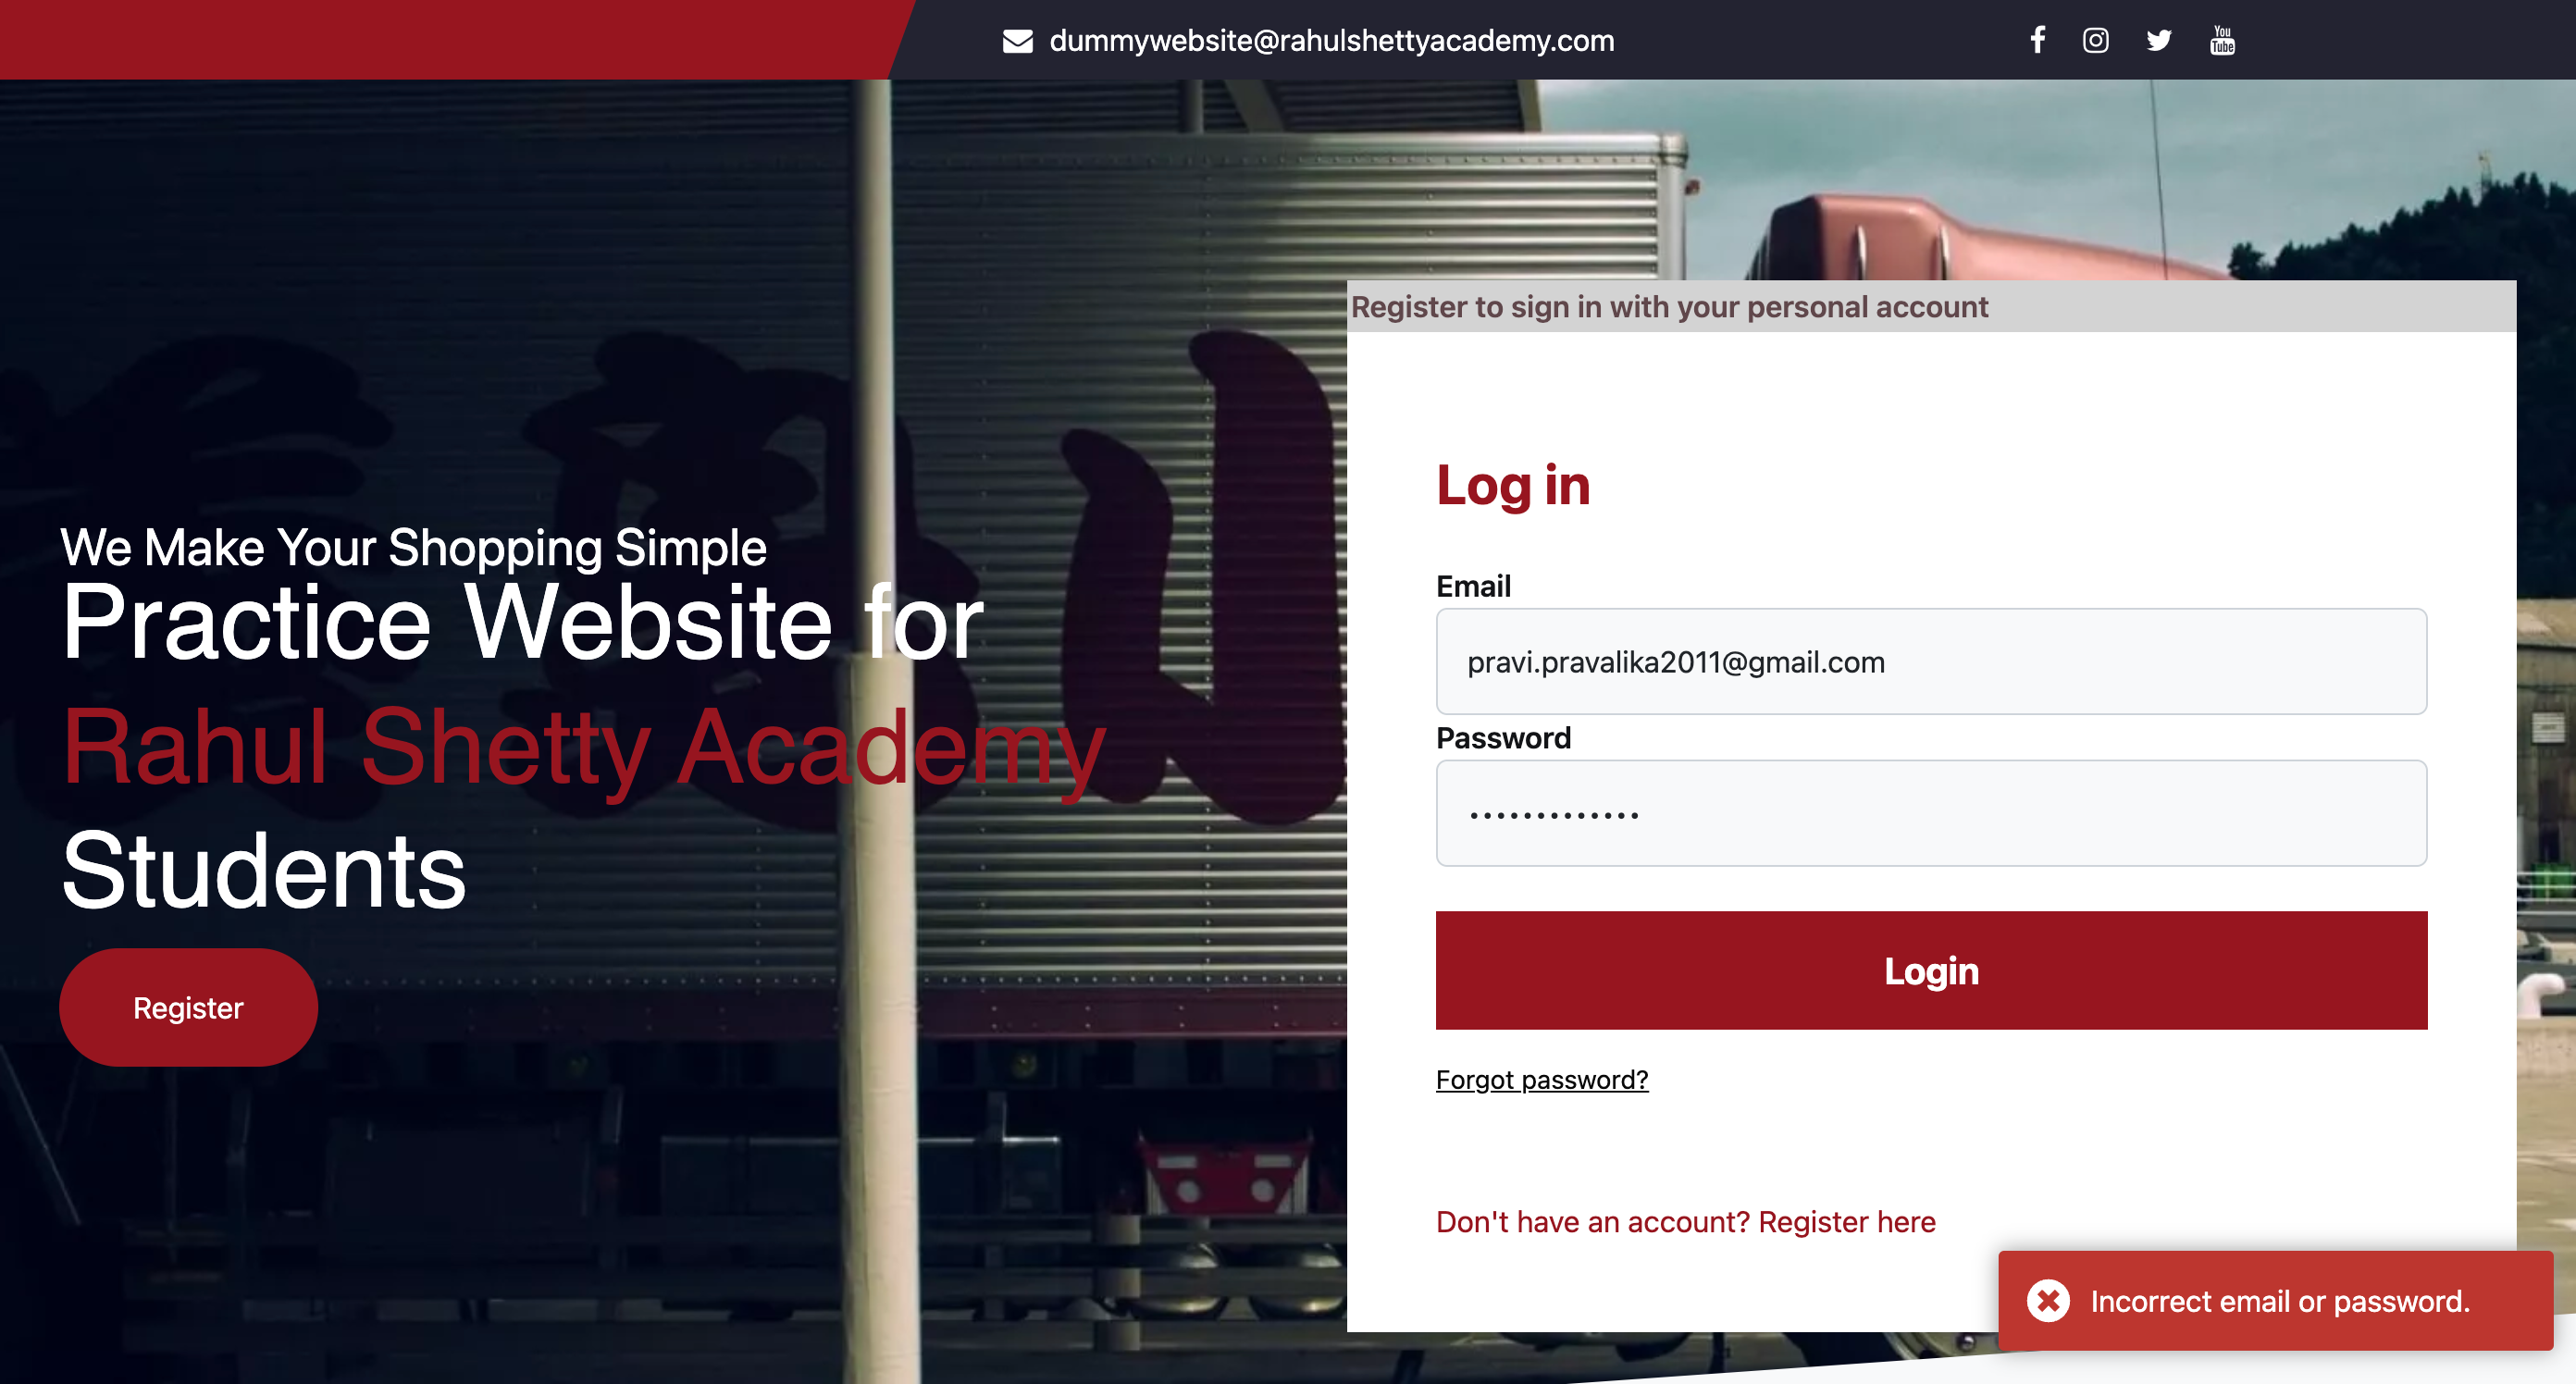 dummywebsite@rahulshettyacademy.com
You
Tube
We Make Your Shopping Simple
Practice Website for
Rahul Shetty Academy
Students
Register
Register to sign in with your personal account
Log in
Email
pravi.pravalika2011@gmail.com
Password
•••••••••••••
Login
Forgot password?
Don't have an account? Register here
Incorrect email or password.